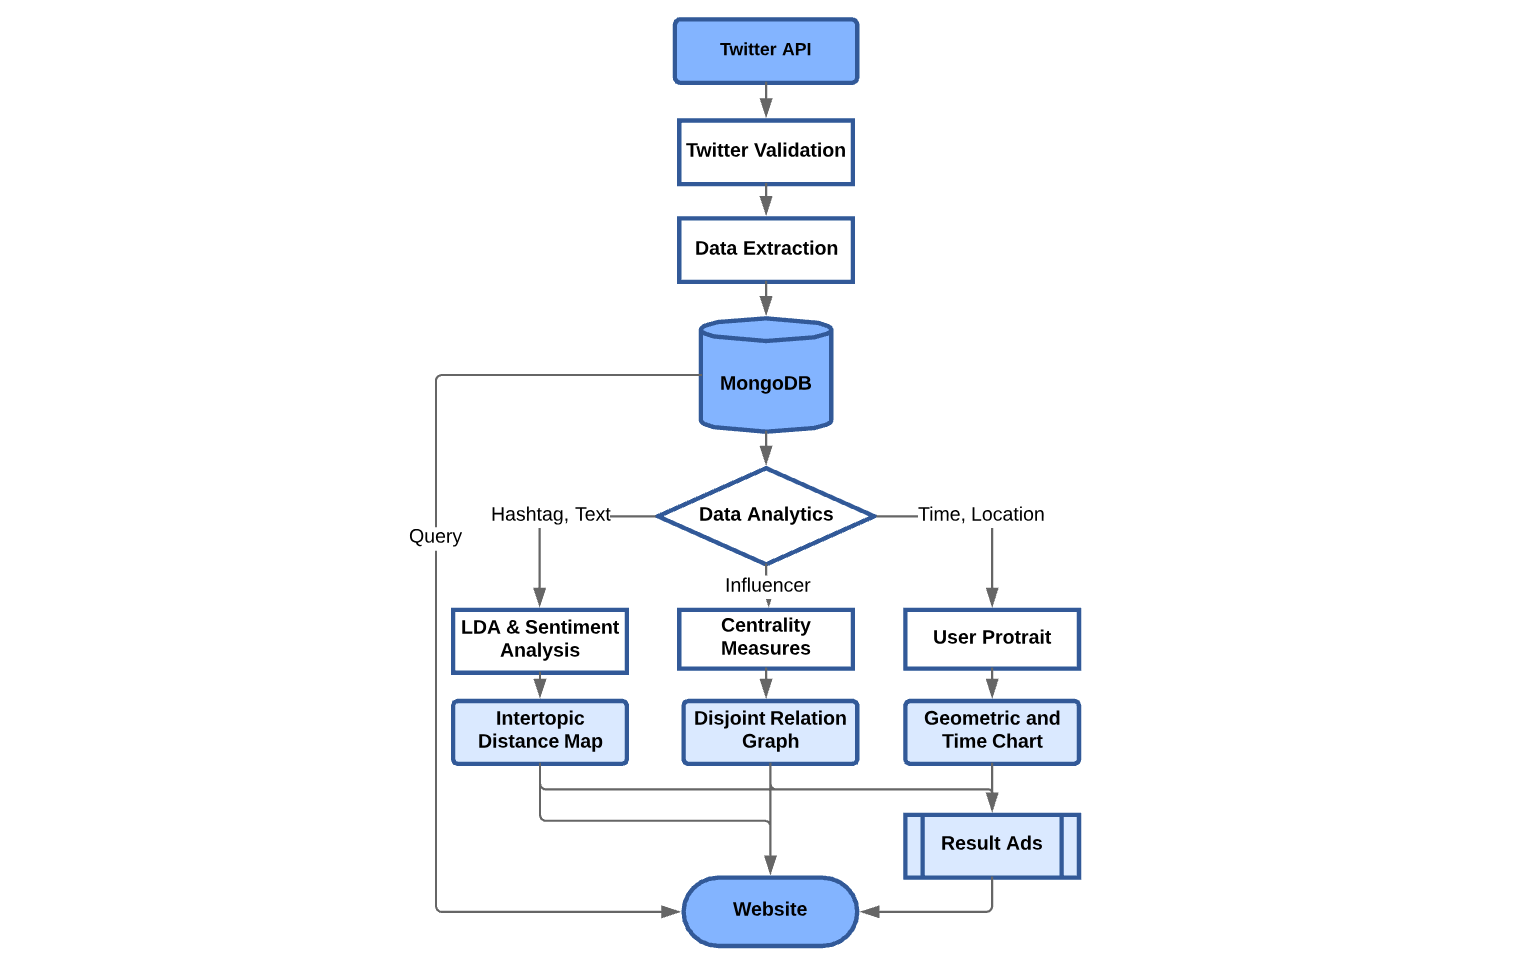 Twitter API
Twitter Validation
Data Extraction
MongoDB
Data Analytics
Hashtag, Text
Time, Location
Query
Influencer
LDA & Sentiment
Analysis
Centrality
Measures
User Protrait
Intertopic
Distance Map
Disjoint Relation
Graph
Geometric and
Time Chart
Result Ads
Website